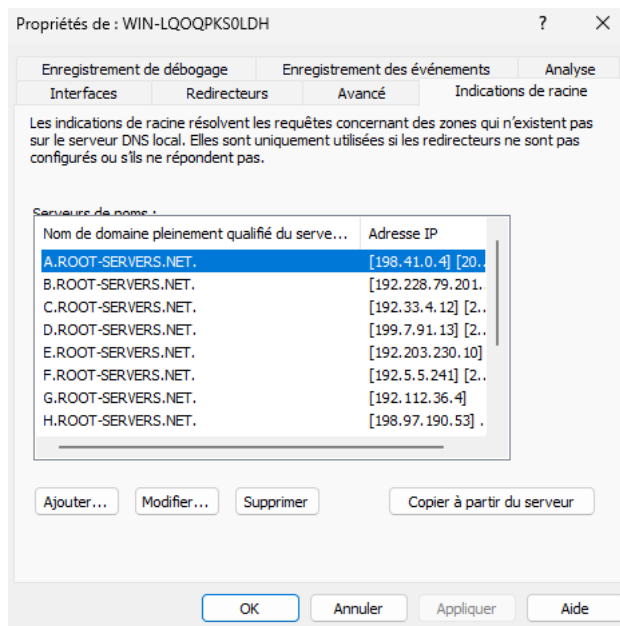 Propriétés de : WIN-LQOQPKS0LDH ? ×
Enregistrement de débogage Enregistrement des événements Analyse
Interfaces Redirecteurs Avancé Indications de racine
Les indications de racine résolvent les requêtes concernant des zones qui n'existent pas
sur le serveur DNS local. Elles sont uniquement utilisées si les redirecteurs ne sont pas
configurés ou s'ils ne répondent pas.
Serveurs de noms :
Nom de domaine pleinement qualifié du serve... Adresse IP
A.ROOT-SERVERS.NET. [198.41.0.4] [20..
B.ROOT-SERVERS.NET. [192.228.79.201.
C.ROOT-SERVERS.NET. [192.33.4.12] [2..
D.ROOT-SERVERS.NET. [199.7.91.13] [2..
E.ROOT-SERVERS.NET. [192.203.230.10]
F.ROOT-SERVERS.NET. [192.5.5.241] [2..
G.ROOT-SERVERS.NET. [192.112.36.4]
H.ROOT-SERVERS.NET. [198.97.190.53] .
Ajouter... Modifier... Supprimer Copier à partir du serveur
OK Annuler Appliquer Aide